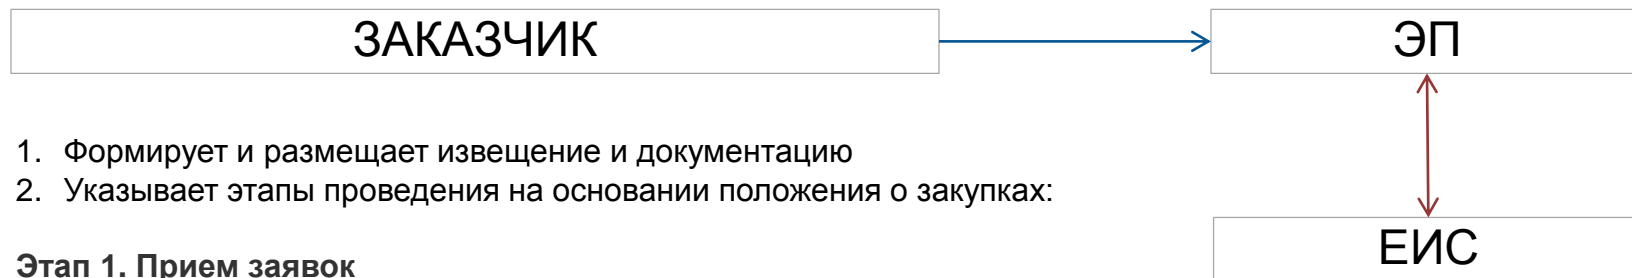 ЗАКАЗЧИК
ЭП
1. Формирует и размещает извещение и документацию
2. Указывает этапы проведения на основании положения о закупках:
ЕИС
Этап 1. Прием заявок